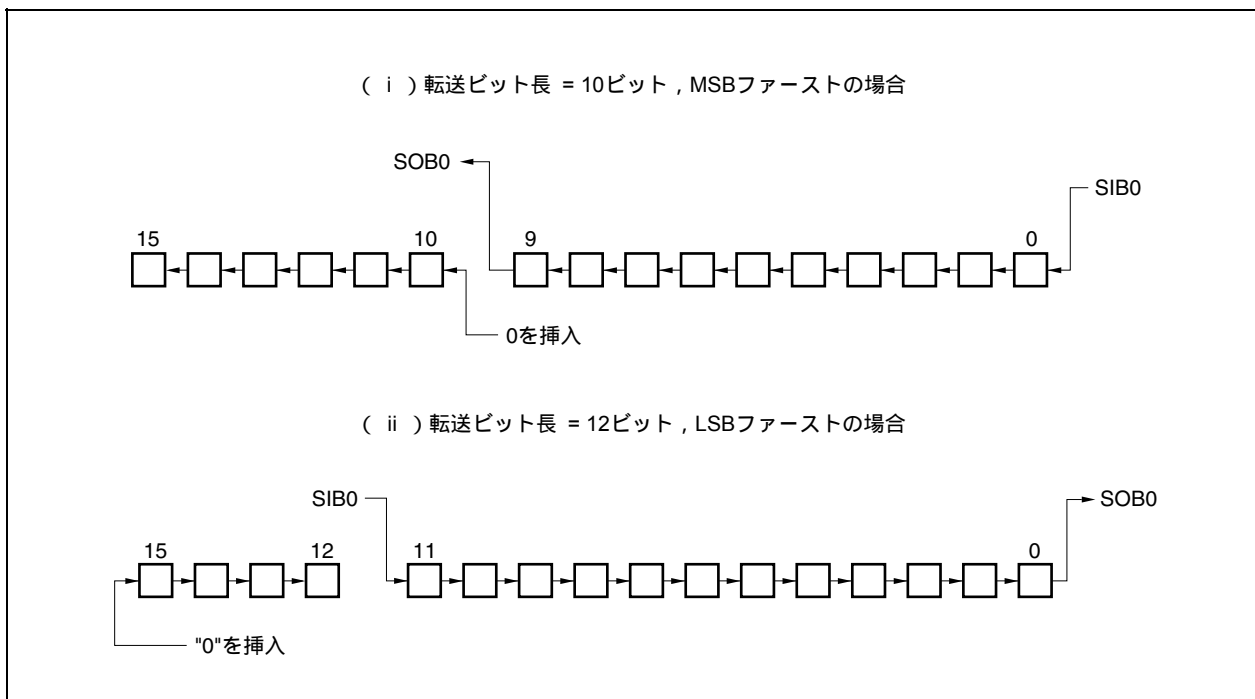 ( i ) 転送ビット長 = 10ビット , MSBファーストの場合
SOB0
SIB0
15
10
9
0
0を挿入
( ii ) 転送ビット長 = 12ビット , LSBファーストの場合
SIB0
SOB0
15
12
11
0
"0"を挿入